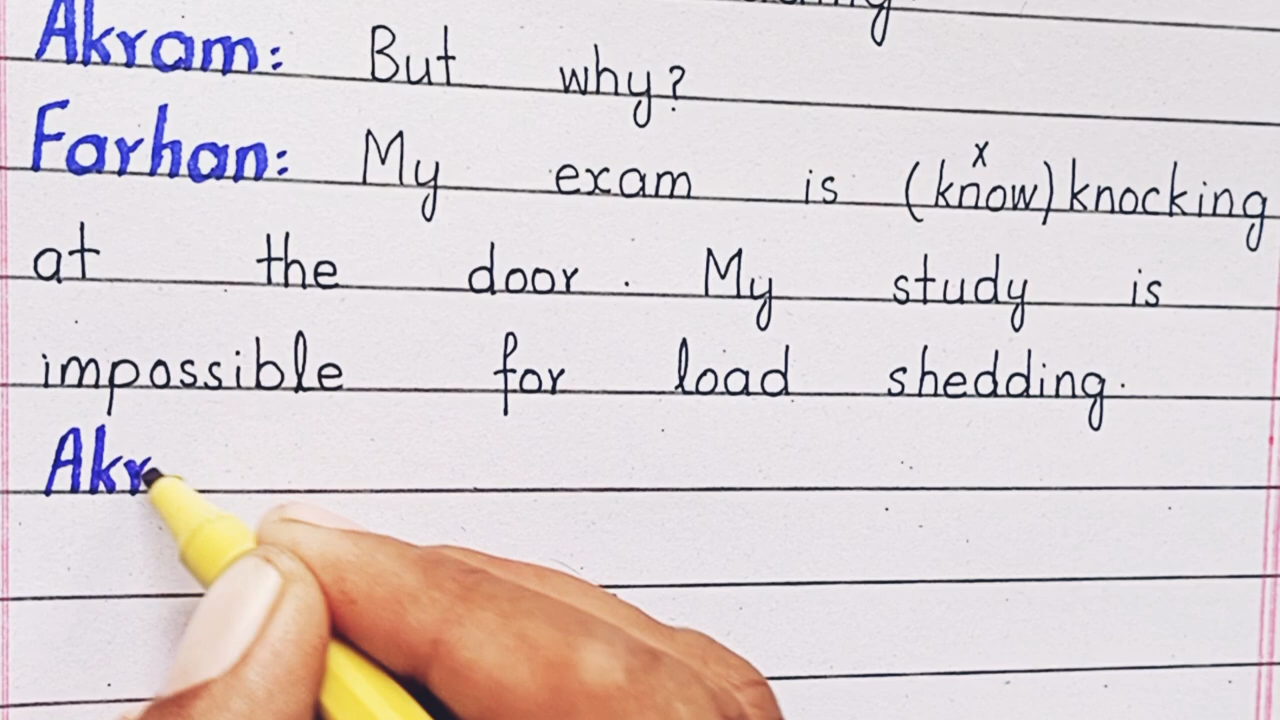 Akram: But why?
Farhan: My exam is (know) knocking
at the door. My study is
impossible for load shedding.
Akr